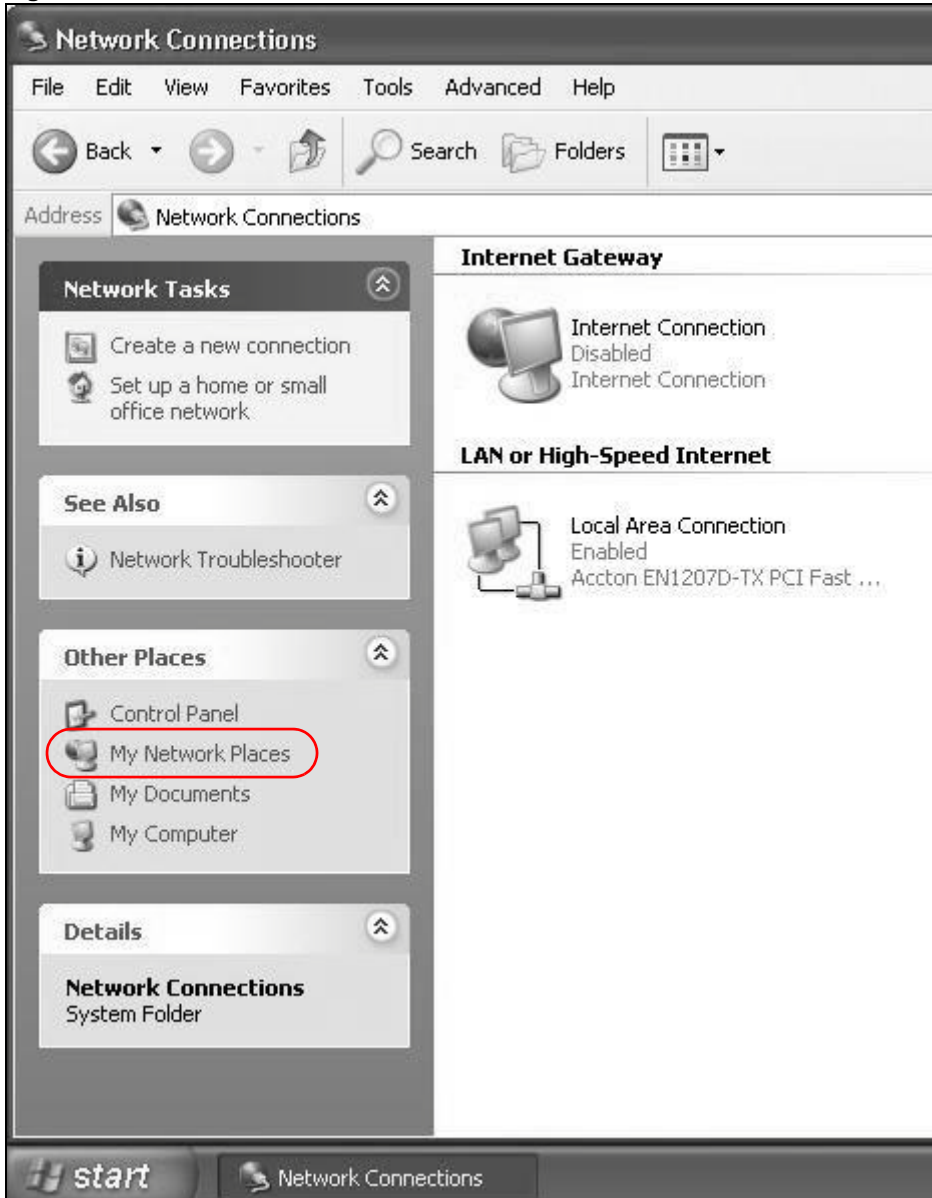 Network Connections
File Edit View Favorites Tools Advanced Help
Back Search Folders
Address Network Connections
Network Tasks
Create a new connection
Set up a home or small
office network
See Also
Network Troubleshooter
Other Places
Control Panel
My Network Places
My Documents
My Computer
Details
Network Connections
System Folder
Internet Gateway
Internet Connection
Disabled
Internet Connection
LAN or High-Speed Internet
Local Area Connection
Enabled
Accton EN1207D-TX PCI Fast ...
start Network Connections